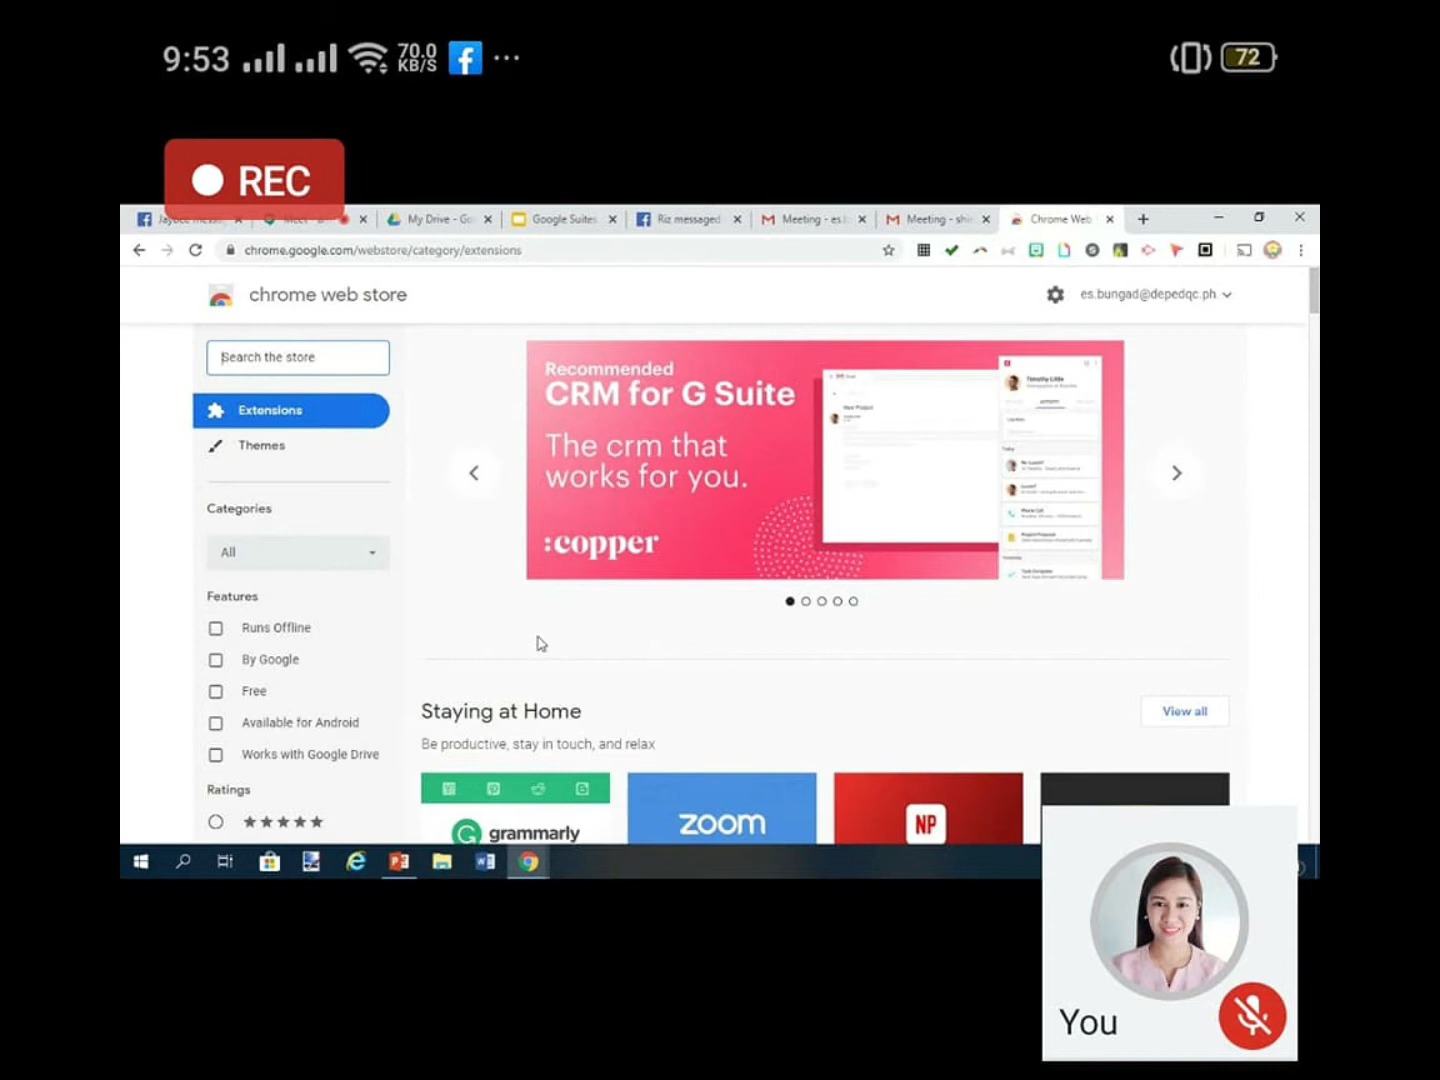 9:53 70.0 KB/S 72
REC
My Drive - Go Google Suites Riz messaged Meeting - es. Meeting - shi Chrome Web
chrome.google.com/webstore/category/extensions
chrome web store
es.bungad@depedqc.ph
Search the store
Extensions
Themes
Categories
All
Features
Runs Offline
By Google
Free
Available for Android
Works with Google Drive
Ratings
Recommended
CRM for G Suite
The crm that
works for you.
:copper
Timothy Little
New Project
Staying at Home
View all
Be productive, stay in touch, and relax
grammarly
zoom
NP
You